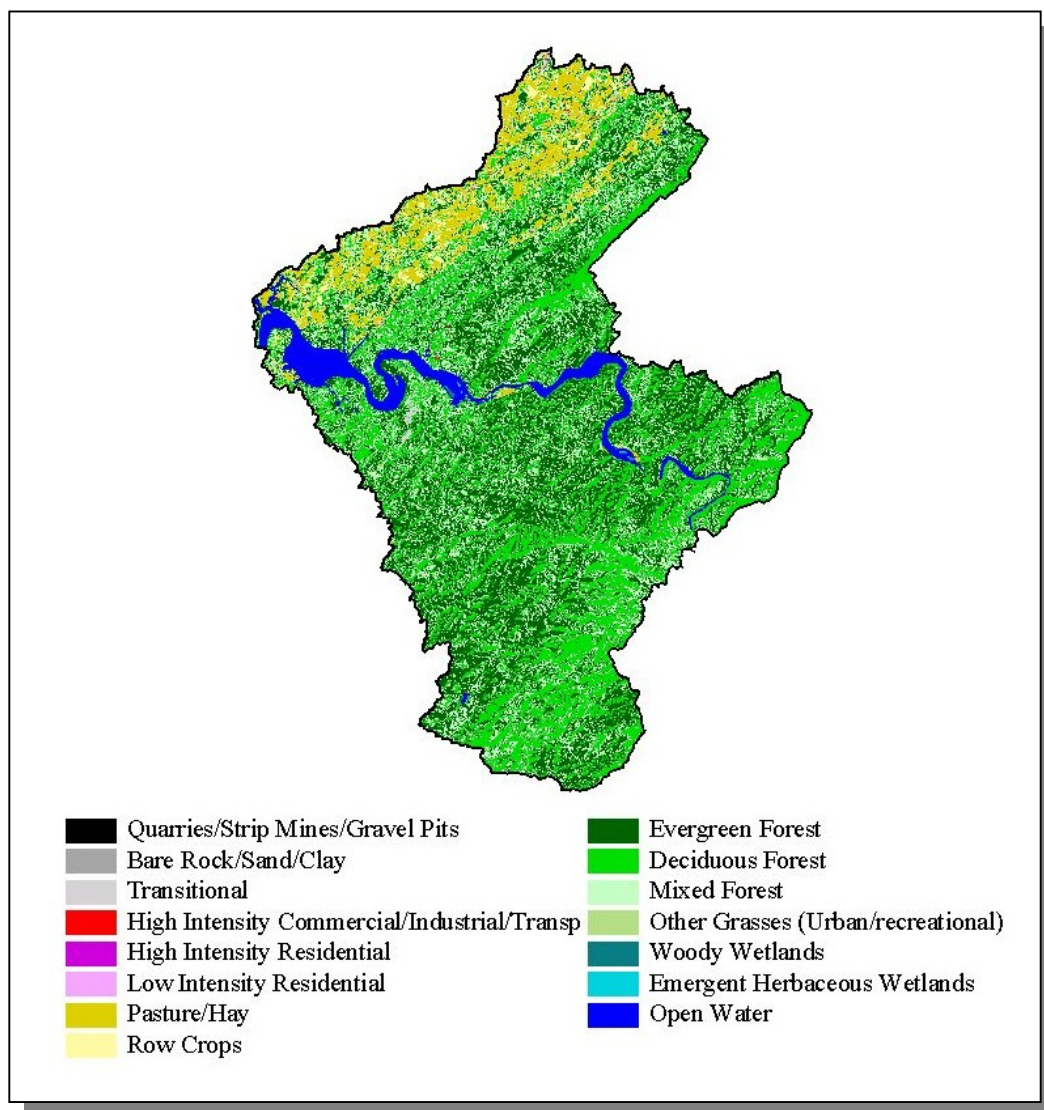 Quarries/Strip Mines/Gravel Pits
Bare Rock/Sand/Clay
Transitional
High Intensity Commercial/Industrial/Transp
High Intensity Residential
Low Intensity Residential
Pasture/Hay
Row Crops
Evergreen Forest
Deciduous Forest
Mixed Forest
Other Grasses (Urban/recreational)
Woody Wetlands
Emergent Herbaceous Wetlands
Open Water